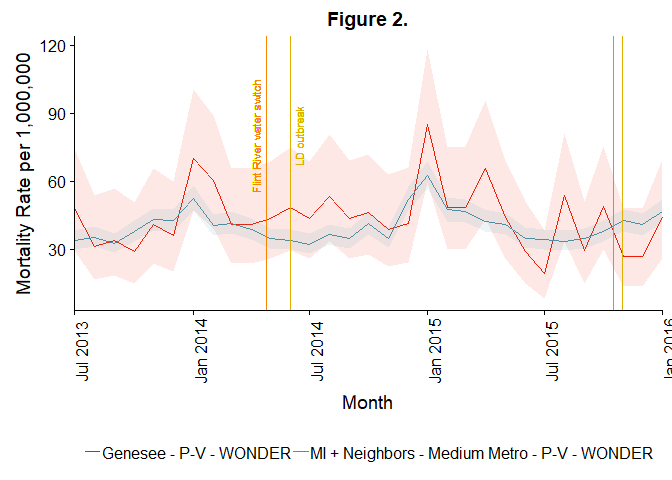 Figure 2.
Mortality Rate per 1,000,000
120
90
60
30
Flint River water switch
LD outbreak
Jul 2013
Jan 2014
Jul 2014
Jan 2015
Jul 2015
Jan 2016
Month
Genesee - P-V - WONDER
MI + Neighbors - Medium Metro - P-V - WONDER